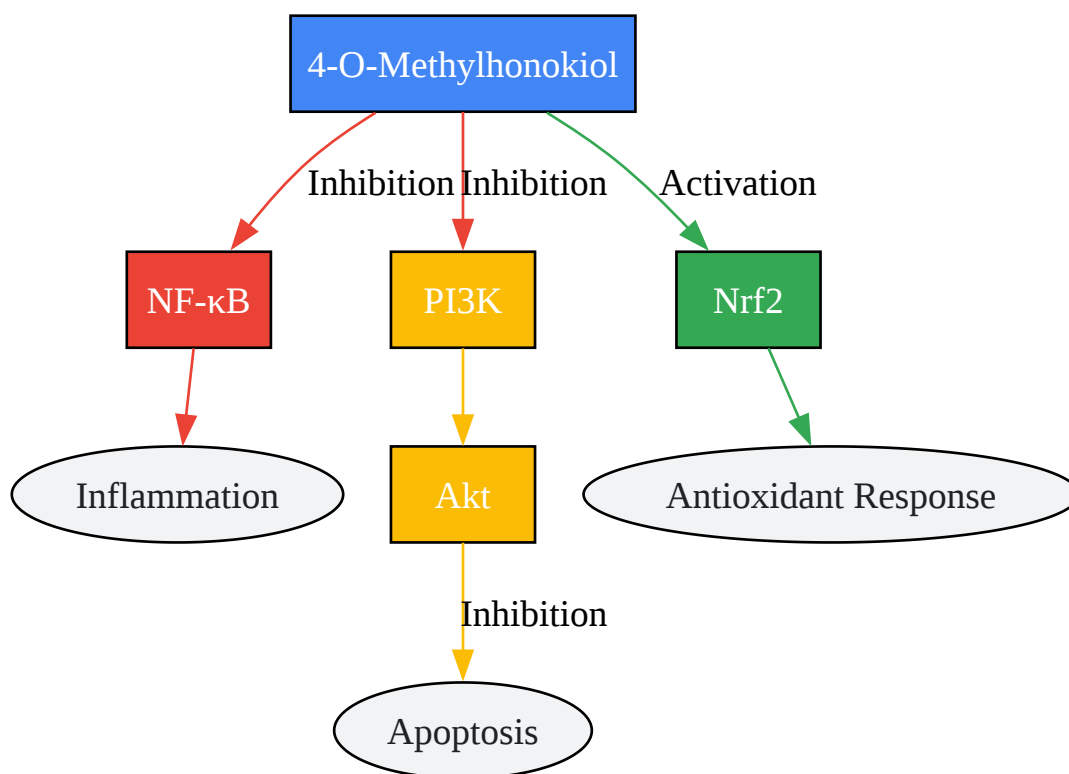 4-O-Methylhonokiol
Inhibition
Inhibition
Activation
NF-κB
PI3K
Nrf2
Inflammation
Akt
Antioxidant Response
Inhibition
Apoptosis